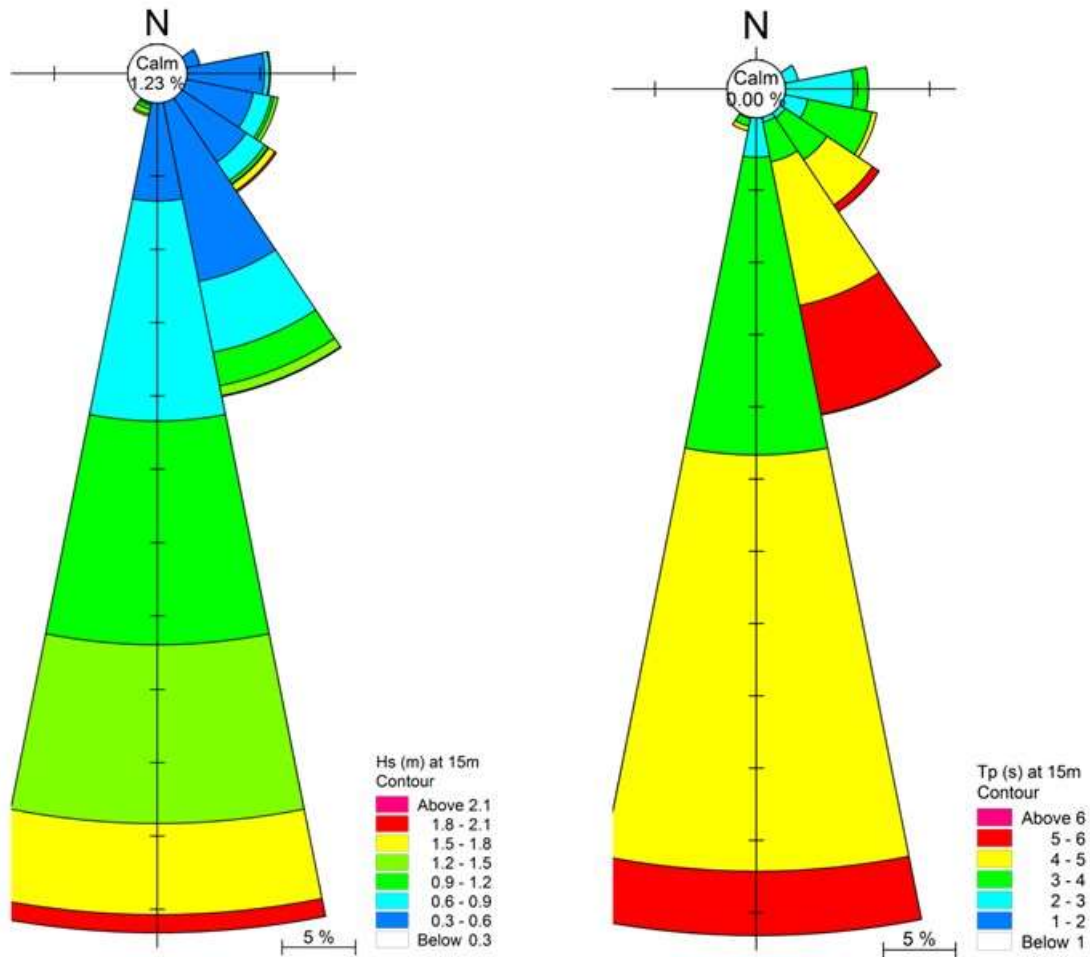 N
Calm
1.23 %
Hs (m) at 15m
Contour
Above 2.1
1.8 - 2.1
1.5 - 1.8
1.2 - 1.5
0.9 - 1.2
0.6 - 0.9
0.3 - 0.6
Below 0.3
5 %
N
Calm
0.00 %
Tp (s) at 15m
Contour
Above 6
5 - 6
4 - 5
3 - 4
2 - 3
1 - 2
Below 1
5 %